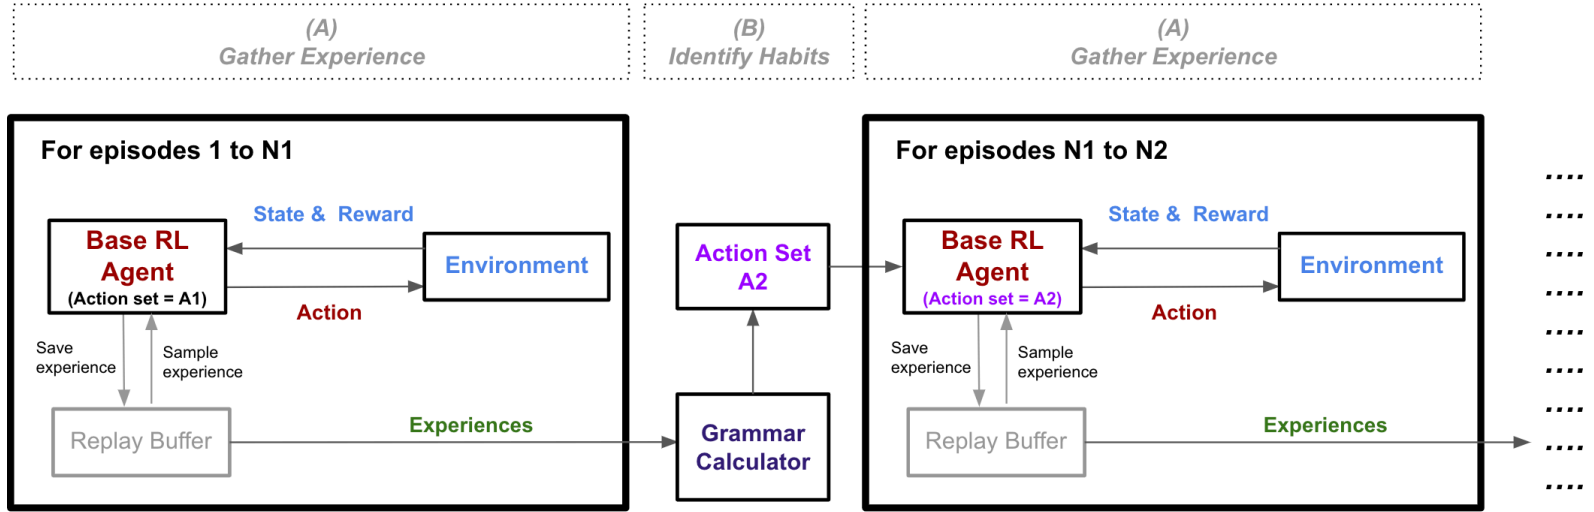 (A)
Gather Experience
(B)
Identify Habits
(A)
Gather Experience
For episodes 1 to N1
State & Reward
Base RL
Agent
(Action set = A1)
Environment
Action
Save
experience
Sample
experience
Replay Buffer
Experiences
Action Set
A2
Grammar
Calculator
For episodes N1 to N2
State & Reward
Base RL
Agent
(Action set = A2)
Environment
Action
Save
experience
Sample
experience
Replay Buffer
Experiences
....
....
....
....
....
....
....
....
....